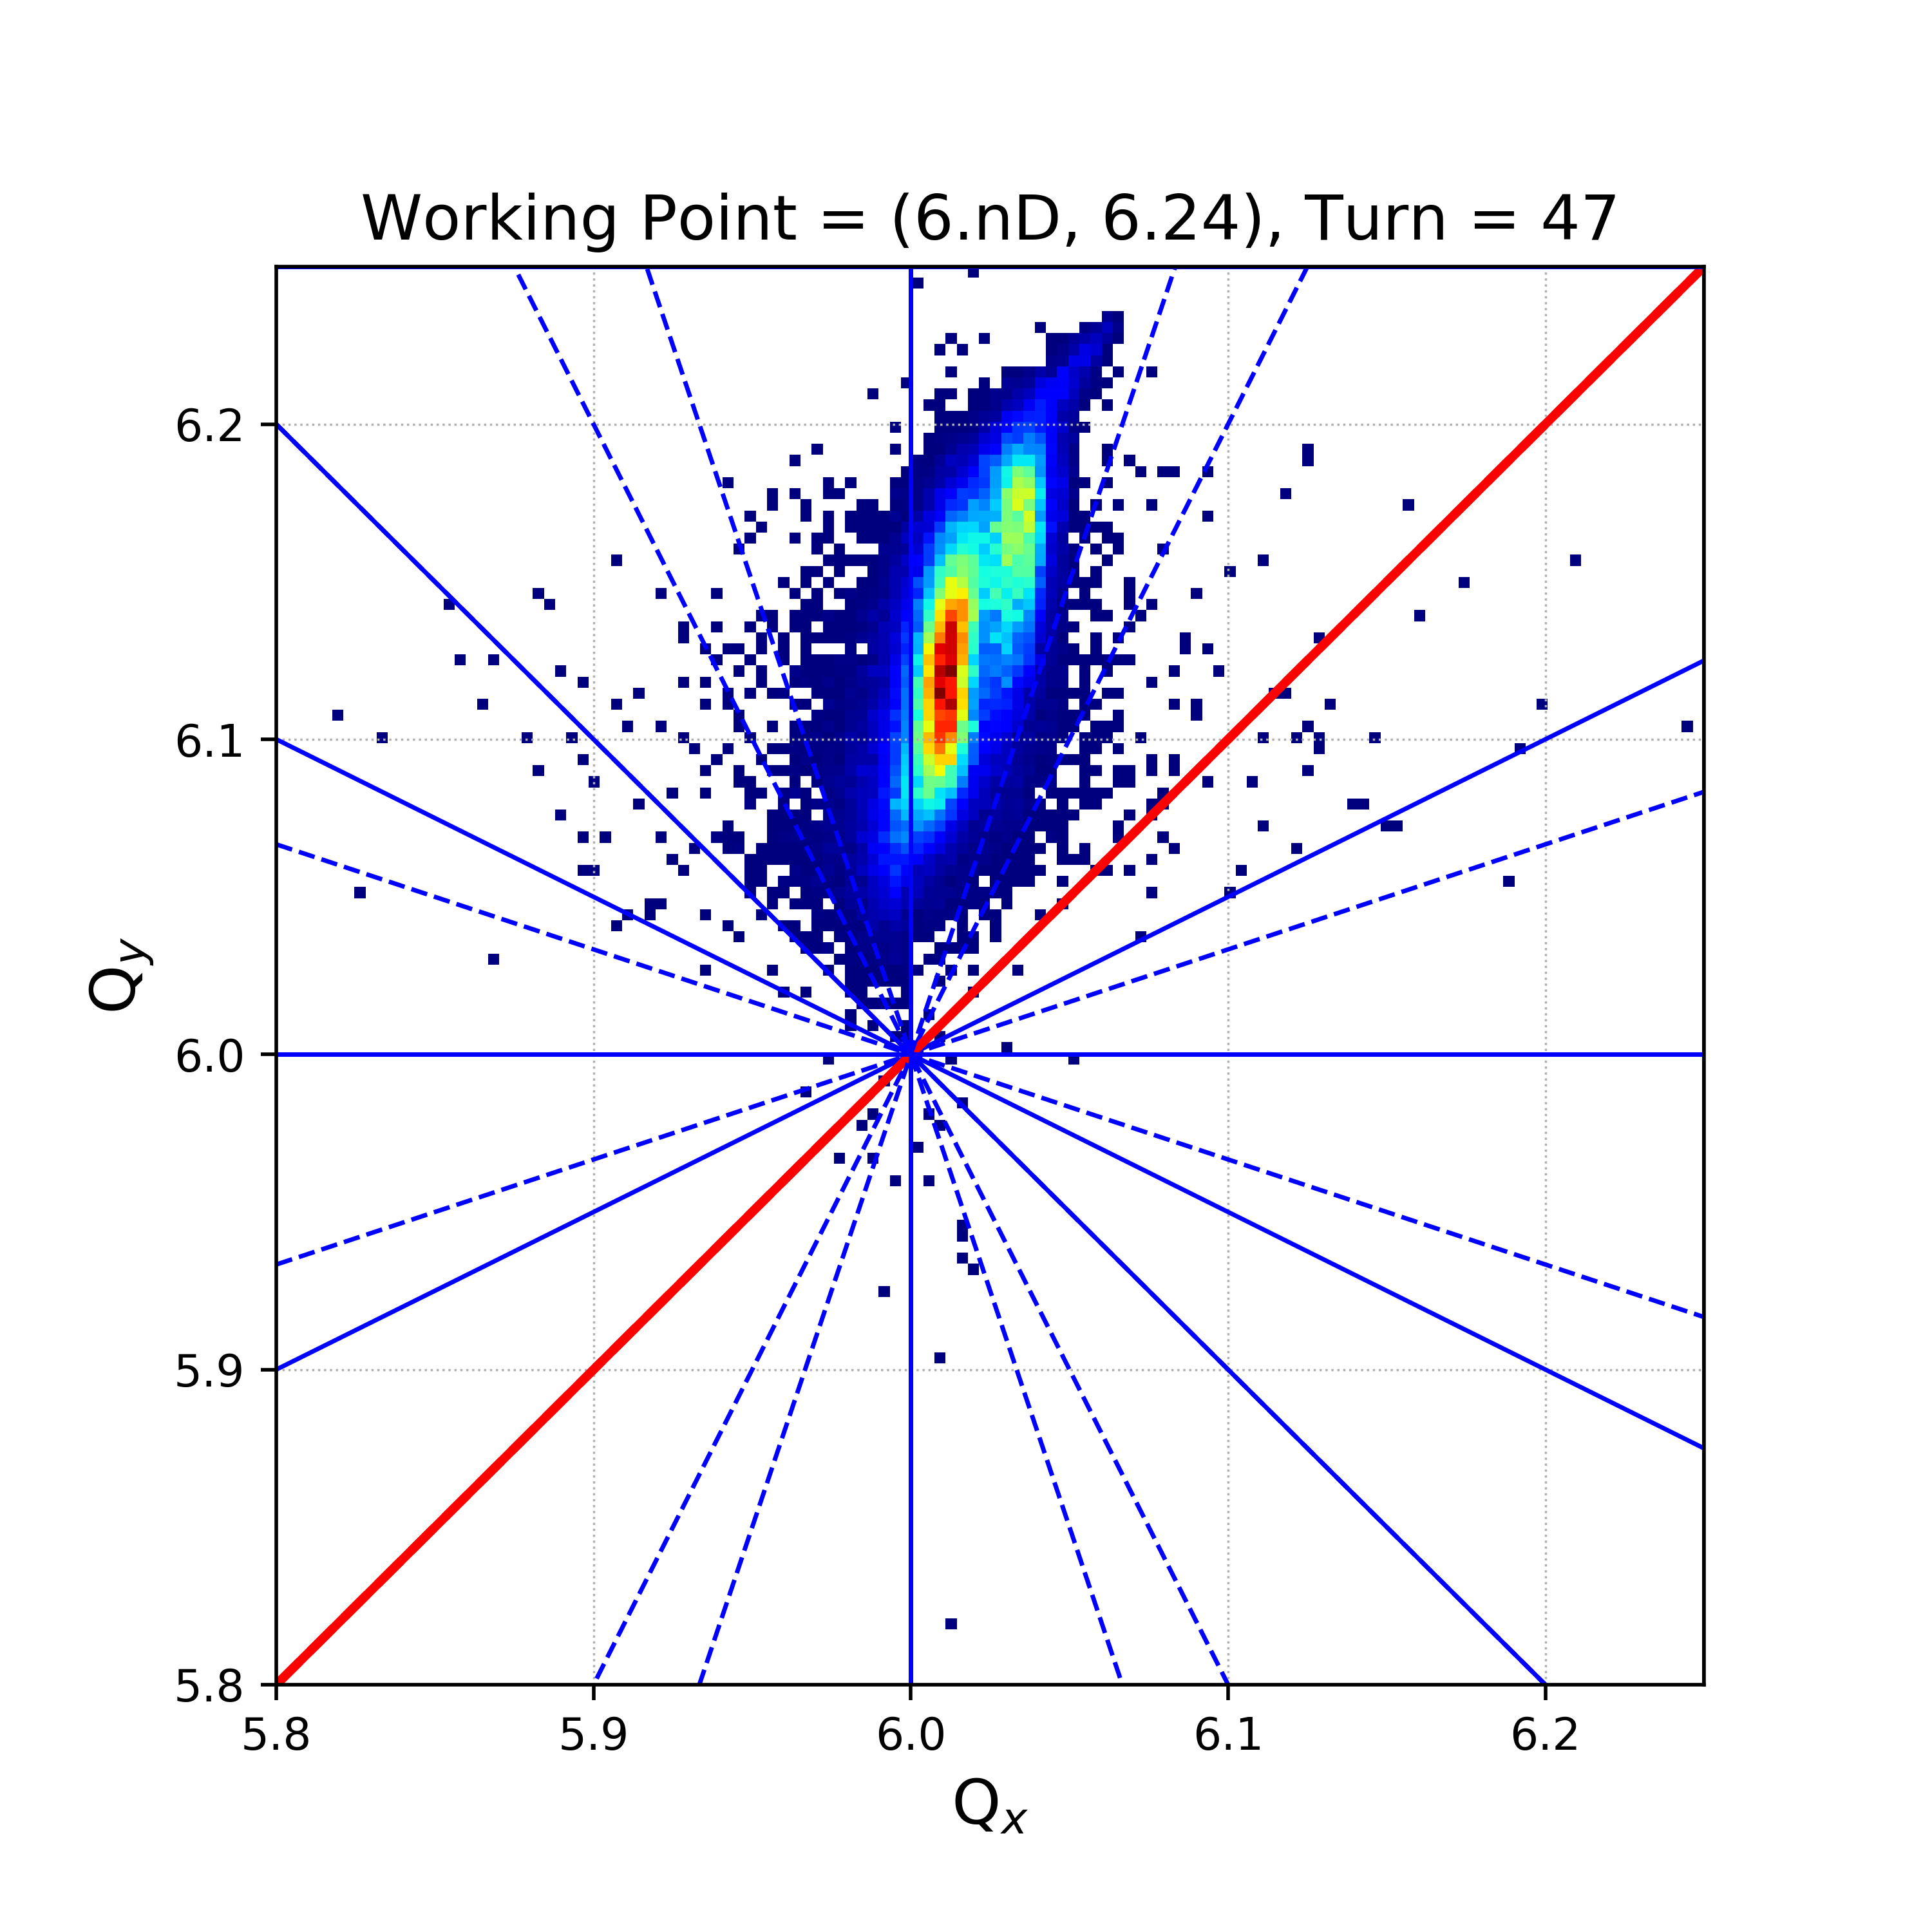 Working Point = (6.nD, 6.24), Turn = 47
Qy
6.2
6.1
6.0
5.9
5.8
5.8 5.9 6.0 6.1 6.2
Qx